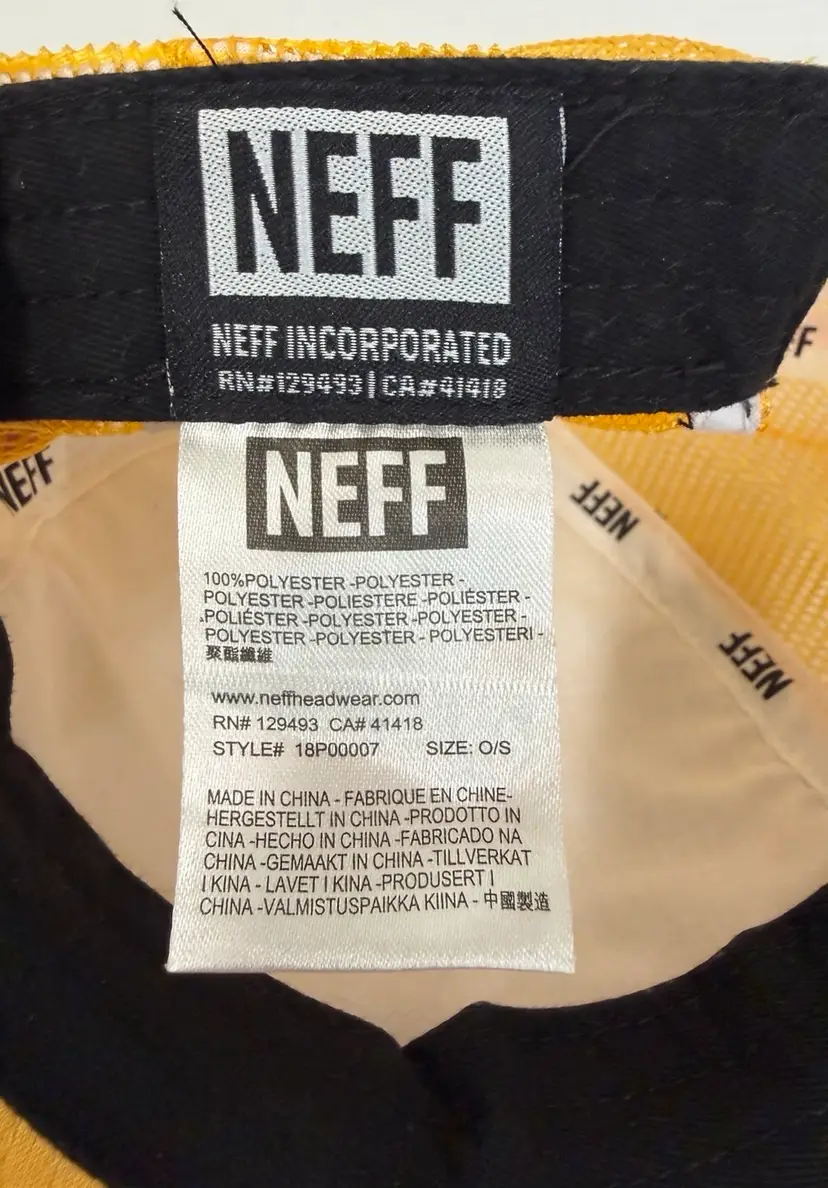 NEFF
NEFF INCORPORATED
RN#129493 | CA#41418
NEFF
100%POLYESTER -POLYESTER -
POLYESTER -POLIESTERE -POLIÉSTER -
-POLIÉSTER -POLYESTER -POLYESTER -
POLYESTER -POLYESTER - POLYESTERI -
聚酯纖維
www.neffheadwear.com
RN# 129493 CA# 41418
STYLE# 18P00007 SIZE: O/S
MADE IN CHINA - FABRIQUE EN CHINE-
HERGESTELLT IN CHINA -PRODOTTO IN
CINA -HECHO IN CHINA -FABRICADO NA
CHINA -GEMAAKT IN CHINA -TILLVERKAT
I KINA - LAVET I KINA -PRODUSERT I
CHINA -VALMISTUSPAIKKA KIINA - 中國製造
NEFF
NEFF
NEFF
FF